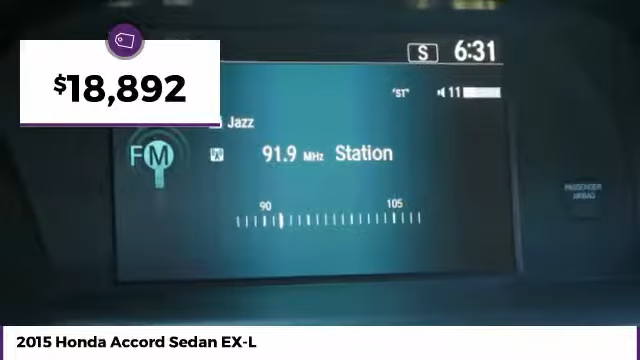 $18,892
S 6:31
"ST" 11
Jazz
FM
91.9 MHz Station
90 105
PASSENGER
AIRBAG
2015 Honda Accord Sedan EX-L